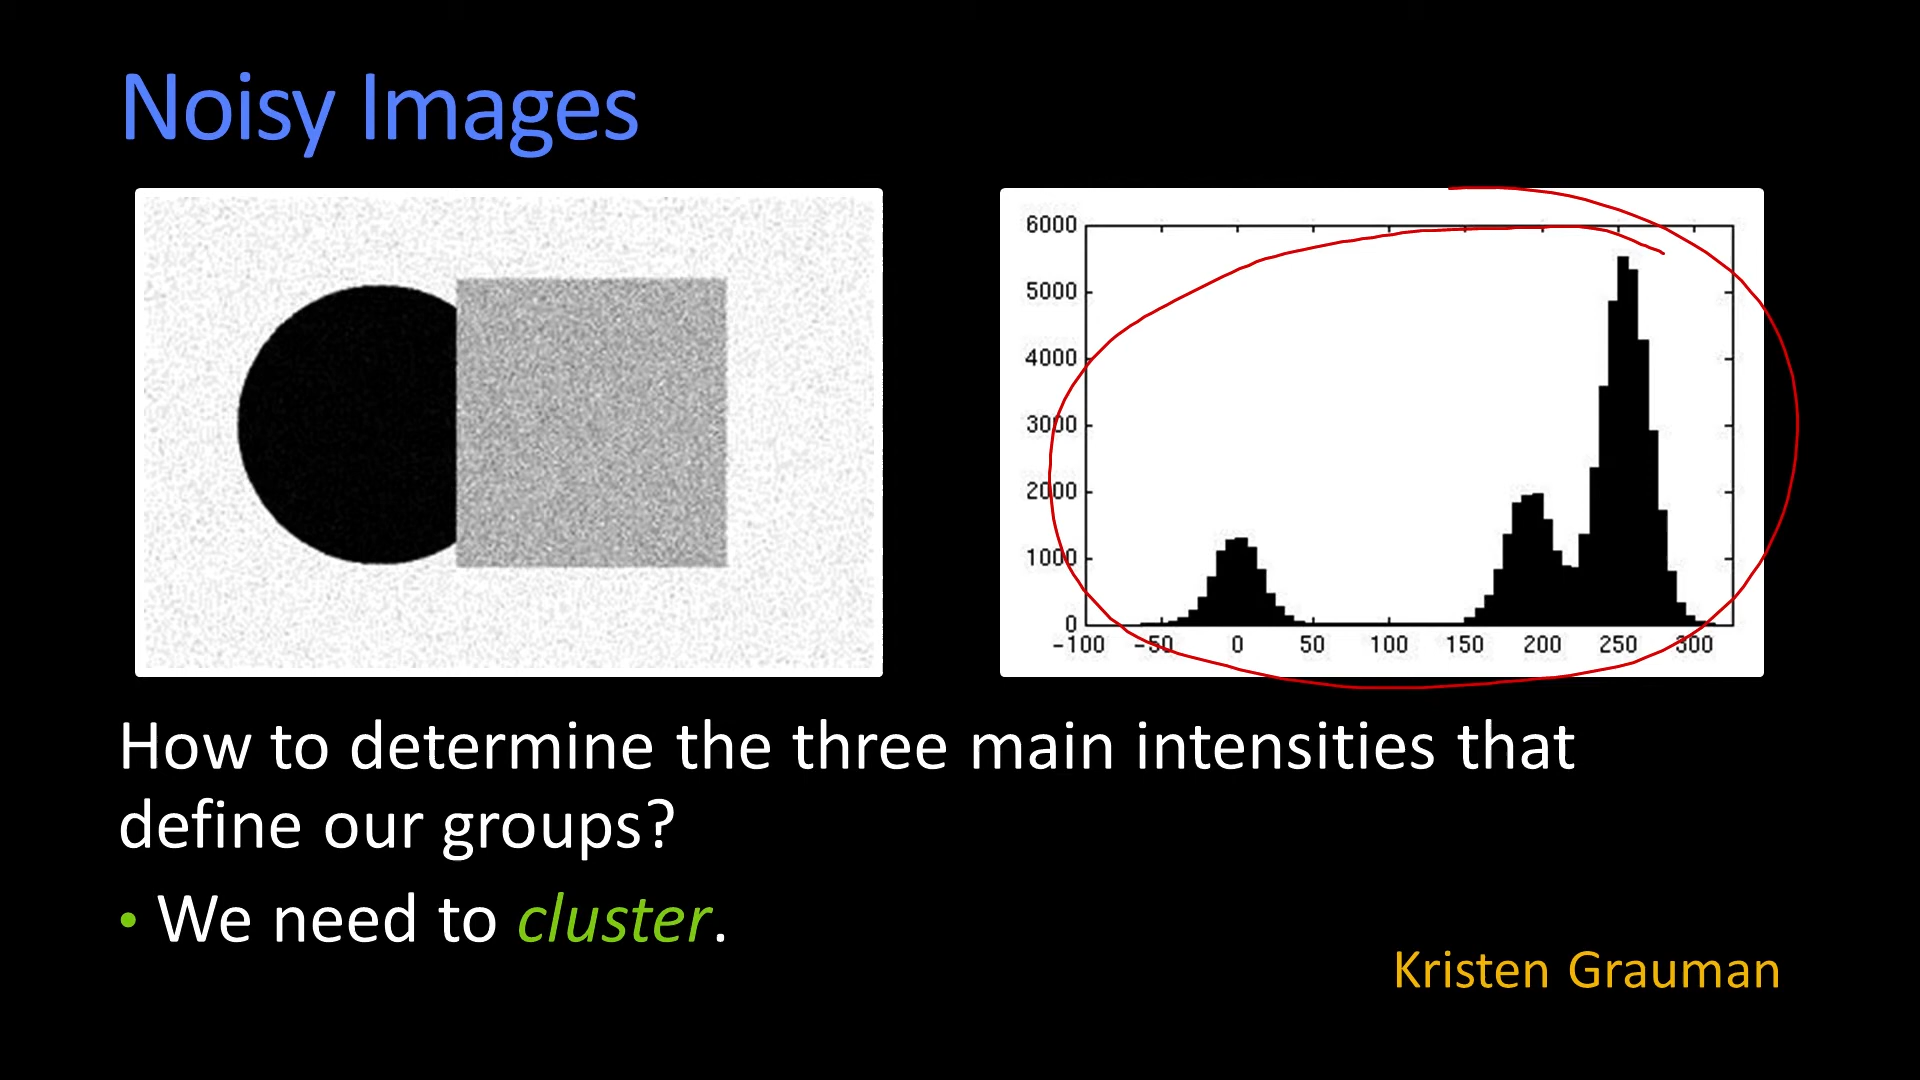 Noisy Images
6000
5000
4000
3000
2000
1000
0
-100 -50 0 50 100 150 200 250 300
How to determine the three main intensities that
define our groups?
• We need to cluster.
Kristen Grauman